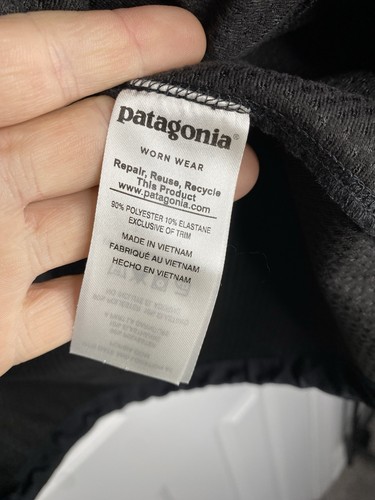 patagonia®
WORN WEAR
Repair, Reuse, Recycle
This Product
www.patagonia.com
90% POLYESTER 10% ELASTANE
EXCLUSIVE OF TRIM
MADE IN VIETNAM
FABRIQUÉ AU VIETNAM
HECHO EN VIETNAM